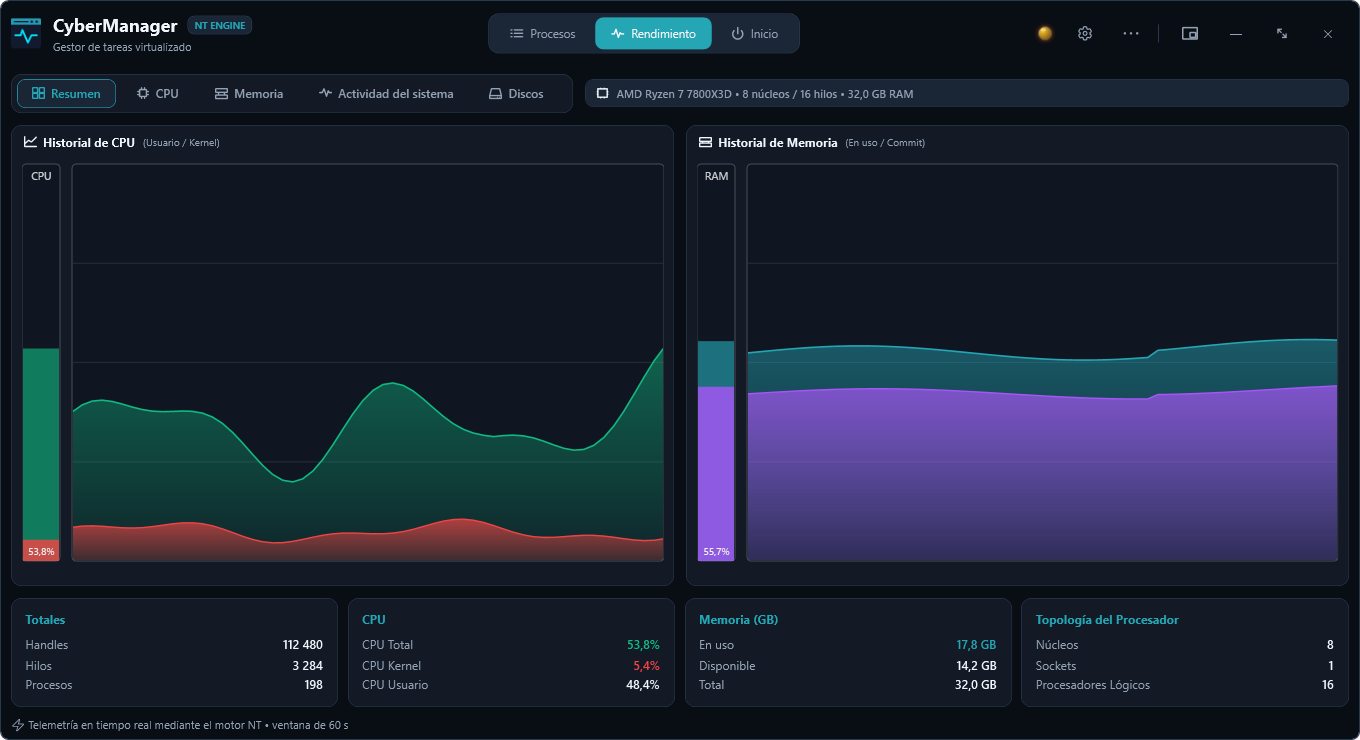 CyberManager NT ENGINE
Gestor de tareas virtualizado
Procesos Rendimiento Inicio
Resumen CPU Memoria Actividad del sistema Discos
AMD Ryzen 7 7800X3D • 8 núcleos / 16 hilos • 32,0 GB RAM
Historial de CPU (Usuario / Kernel)
CPU
53,8%
Historial de Memoria (En uso / Commit)
RAM
55,7%
Totales
Handles 112 480
Hilos 3 284
Procesos 198
CPU
CPU Total 53,8%
CPU Kernel 5,4%
CPU Usuario 48,4%
Memoria (GB)
En uso 17,8 GB
Disponible 14,2 GB
Total 32,0 GB
Topología del Procesador
Núcleos 8
Sockets 1
Procesadores Lógicos 16
Telemetría en tiempo real mediante el motor NT • ventana de 60 s